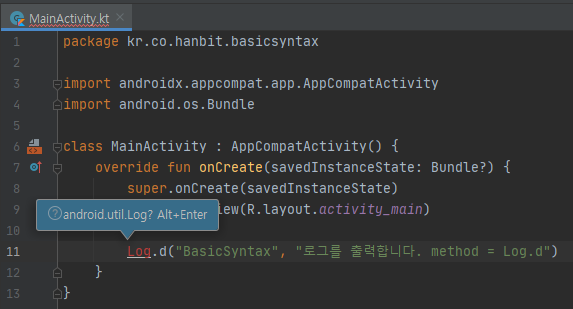 MainActivity.kt
1 package kr.co.hanbit.basicsyntax
2
3 import androidx.appcompat.app.AppCompatActivity
4 import android.os.Bundle
5
6 class MainActivity : AppCompatActivity() {
7 override fun onCreate(savedInstanceState: Bundle?) {
8 super.onCreate(savedInstanceState)
android.util.Log? Alt+Enter
9 iew(R.layout.activity_main)
11 Log.d("BasicSyntax", "로그를 출력합니다. method = Log.d")
12 }
13 }